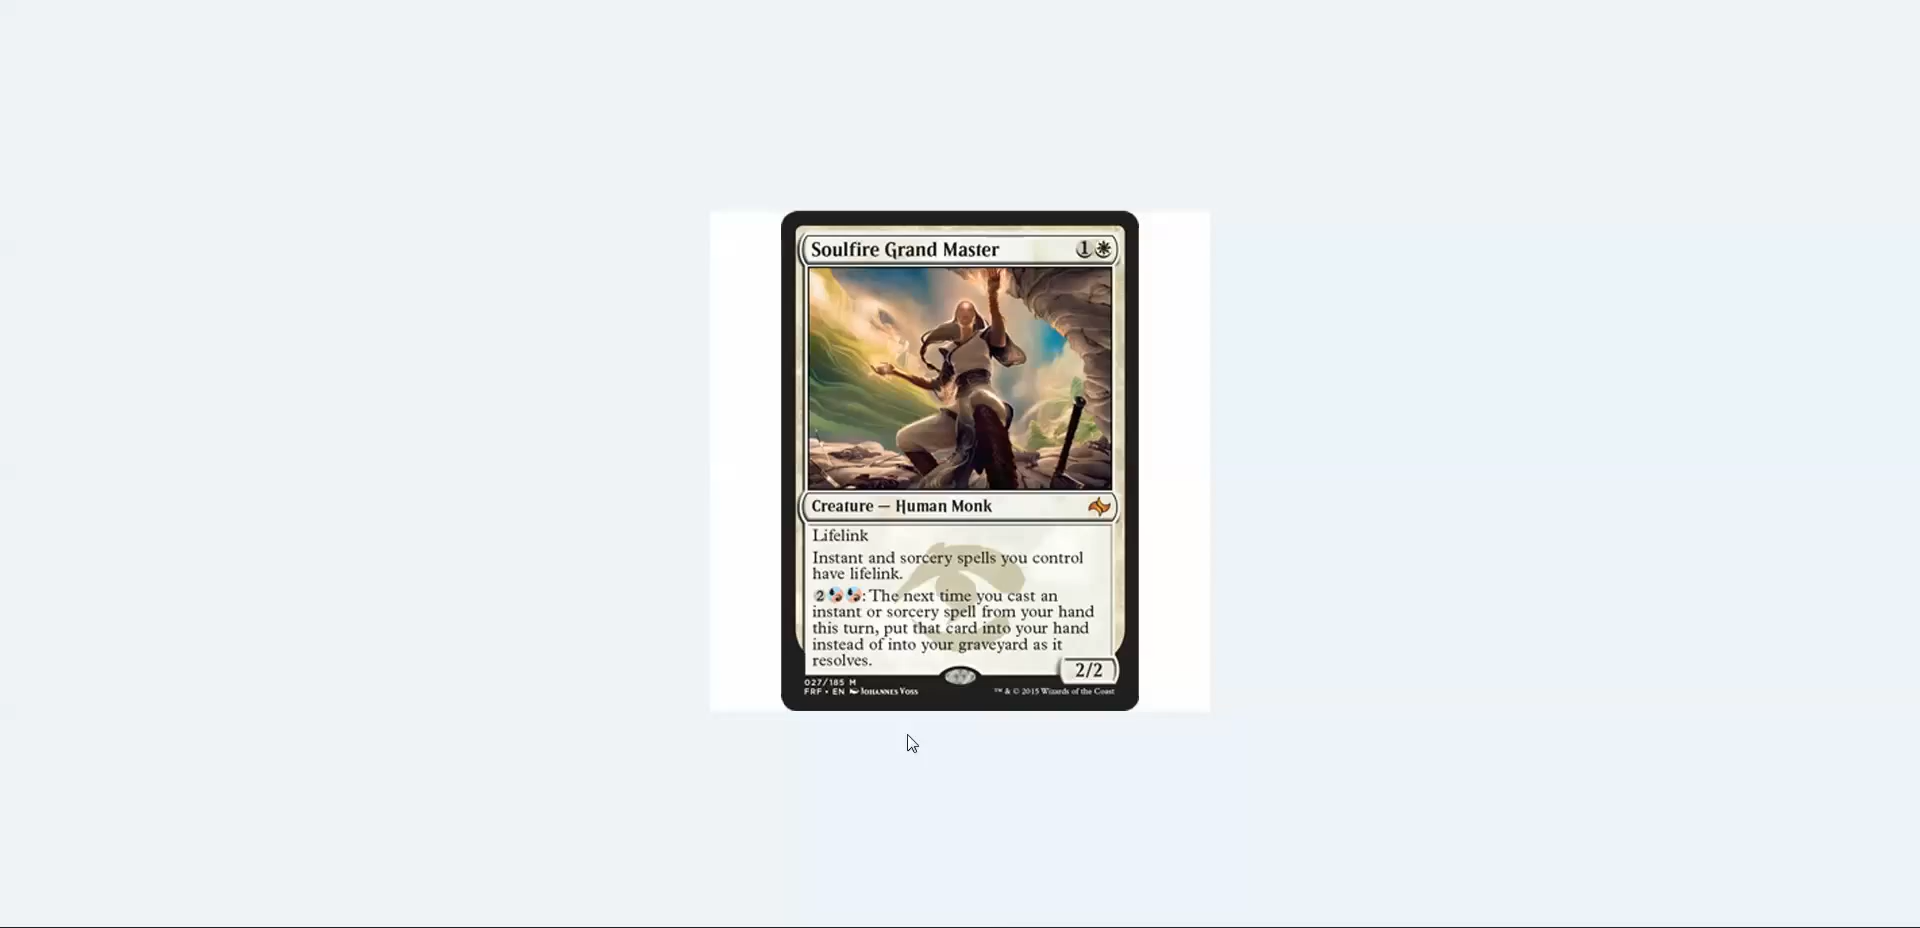 Soulfire Grand Master 1
Creature — Human Monk
Lifelink
Instant and sorcery spells you control
have lifelink.
2 : The next time you cast an
instant or sorcery spell from your hand
this turn, put that card into your hand
instead of into your graveyard as it
resolves.
2/2
027/185 M
FRF • EN Johannes Voss
™ & © 2015 Wizards of the Coast